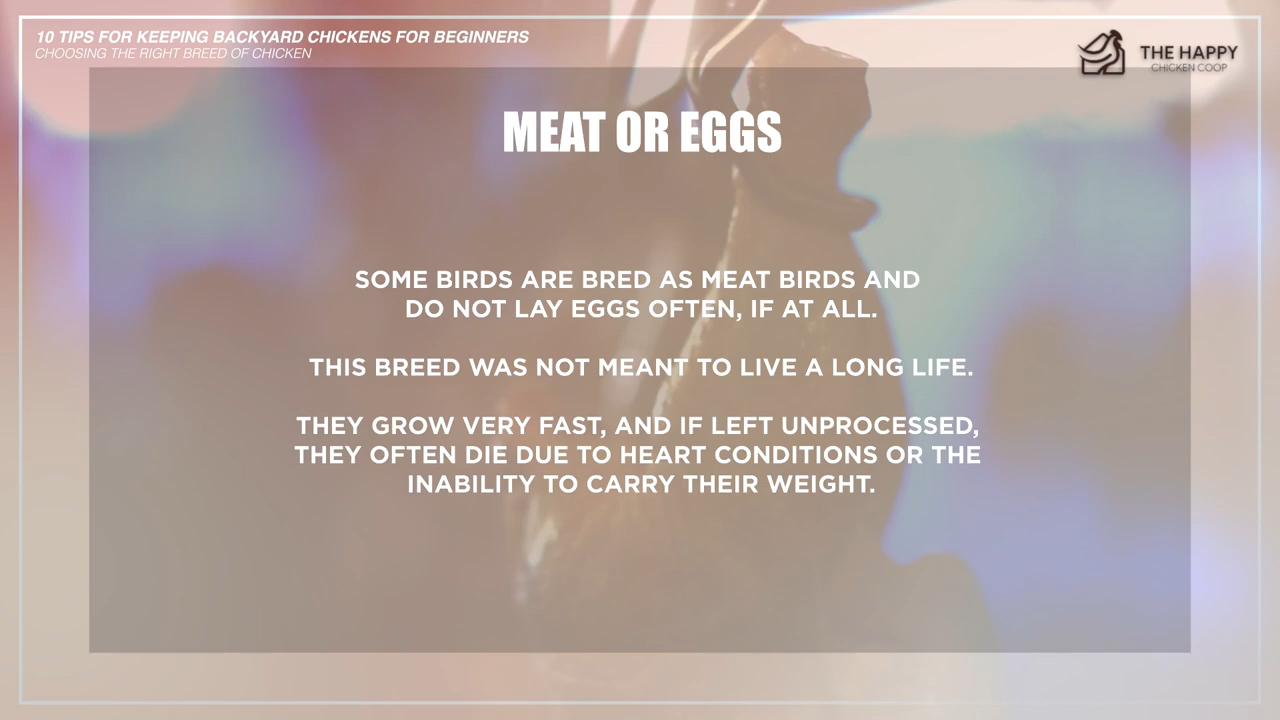 10 TIPS FOR KEEPING BACKYARD CHICKENS FOR BEGINNERS
CHOOSING THE RIGHT BREED OF CHICKEN
THE HAPPY
CHICKEN COOP
MEAT OR EGGS
SOME BIRDS ARE BRED AS MEAT BIRDS AND
DO NOT LAY EGGS OFTEN, IF AT ALL.
THIS BREED WAS NOT MEANT TO LIVE A LONG LIFE.
THEY GROW VERY FAST, AND IF LEFT UNPROCESSED,
THEY OFTEN DIE DUE TO HEART CONDITIONS OR THE
INABILITY TO CARRY THEIR WEIGHT.